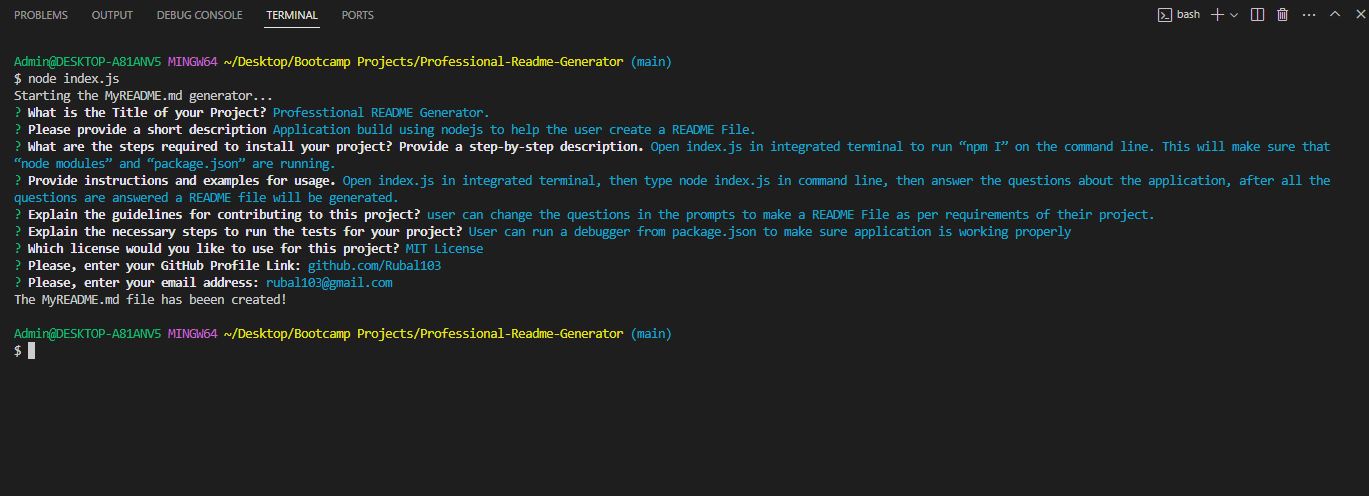 PROBLEMS OUTPUT DEBUG CONSOLE TERMINAL PORTS bash
Admin@DESKTOP-A81ANV5 MINGW64 ~/Desktop/Bootcamp Projects/Professional-Readme-Generator (main)
$ node index.js
Starting the MyREADME.md generator...
? What is the Title of your Project? Professtional README Generator.
? Please provide a short description Application build using nodejs to help the user create a README File.
? What are the steps required to install your project? Provide a step-by-step description. Open index.js in integrated terminal to run “npm I” on the command line. This will make sure that
“node modules” and “package.json” are running.
? Provide instructions and examples for usage. Open index.js in integrated terminal, then type node index.js in command line, then answer the questions about the application, after all the
questions are answered a README file will be generated.
? Explain the guidelines for contributing to this project? user can change the questions in the prompts to make a README File as per requirements of their project.
? Explain the necessary steps to run the tests for your project? User can run a debugger from package.json to make sure application is working properly
? Which license would you like to use for this project? MIT License
? Please, enter your GitHub Profile Link: github.com/Rubal103
? Please, enter your email address: rubal103@gmail.com
The MyREADME.md file has beeen created!
Admin@DESKTOP-A81ANV5 MINGW64 ~/Desktop/Bootcamp Projects/Professional-Readme-Generator (main)
$